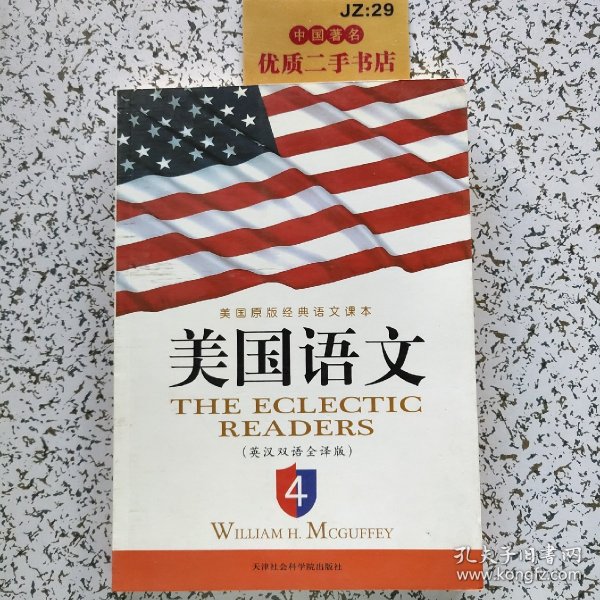 JZ:29
中国著名
优质二手书店
美国原版经典语文课本
美国语文
THE ECLECTIC
READERS
(英汉双语全译版)
4
WILLIAM H. MCGUFFEY
天津社会科学院出版社
孔夫子旧书网
www.kongfz.com